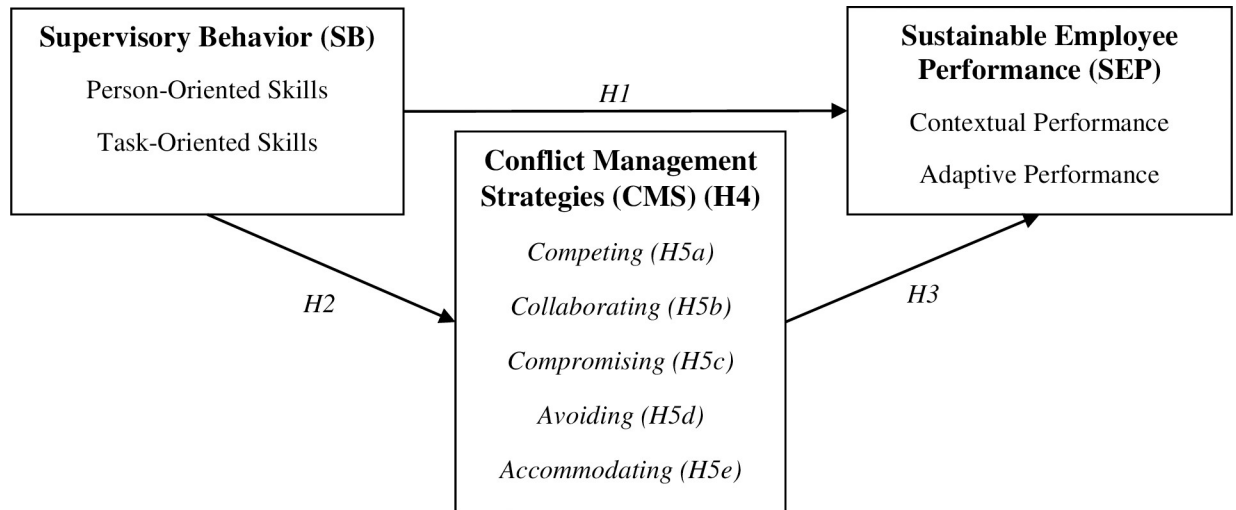 Supervisory Behavior (SB)
Person-Oriented Skills
Task-Oriented Skills
H1
Sustainable Employee
Performance (SEP)
Contextual Performance
Adaptive Performance
Conflict Management
Strategies (CMS) (H4)
Competing (H5a)
Collaborating (H5b)
Compromising (H5c)
Avoiding (H5d)
Accommodating (H5e)
H2
H3